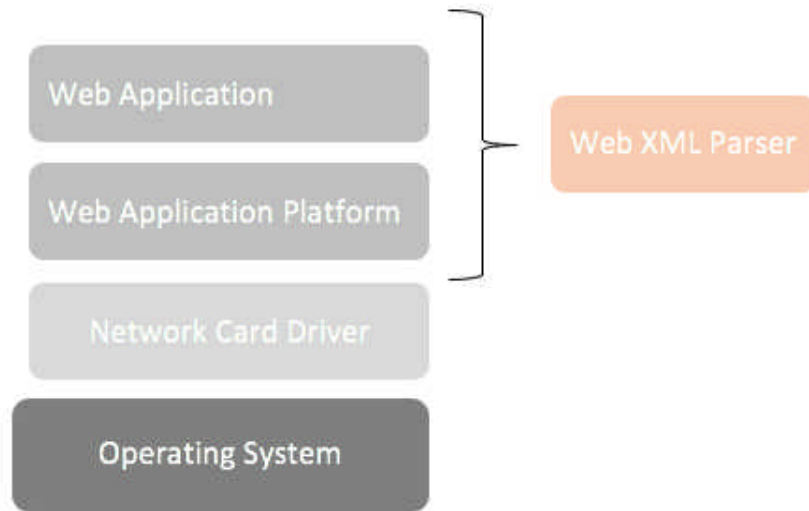 Web Application
Web XML Parser
Web Application Platform
Network Card Driver
Operating System